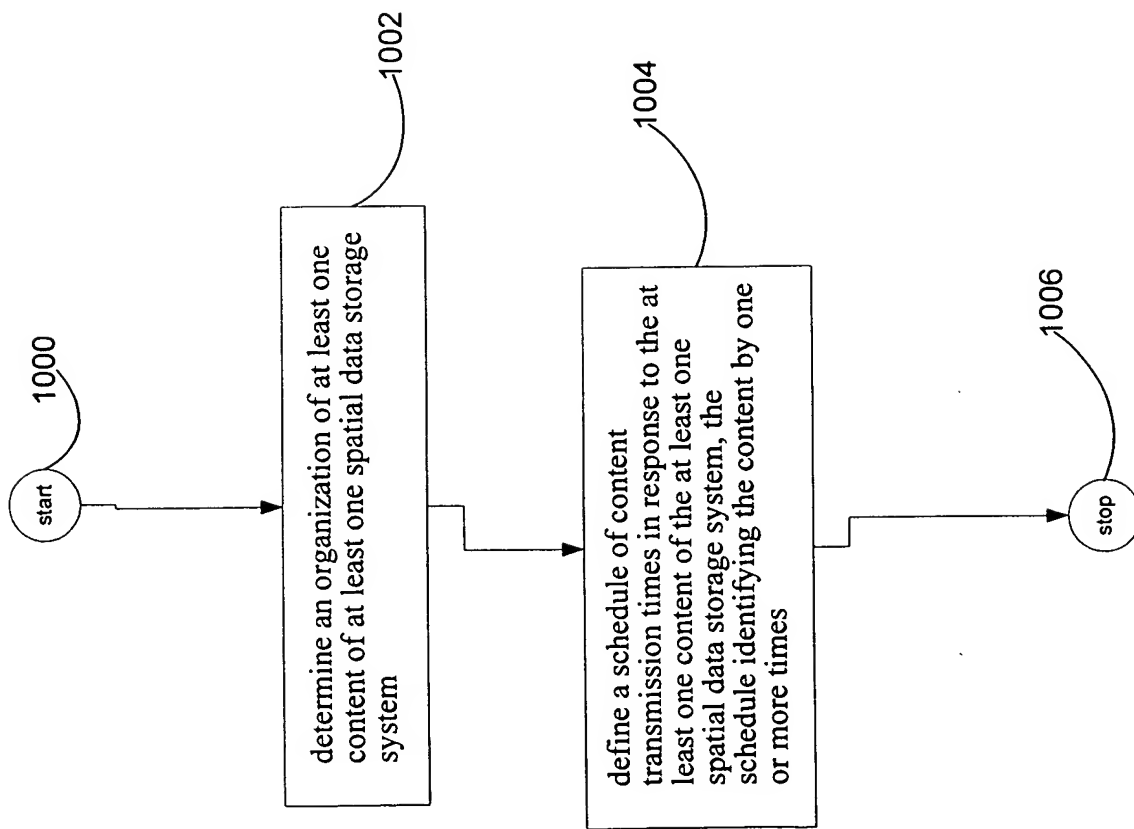 1000
start
1002
determine an organization of at least one
content of at least one spatial data storage
system
1004
define a schedule of content
transmission times in response to the at
least one content of the at least one
spatial data storage system, the
schedule identifying the content by one
or more times
1006
stop